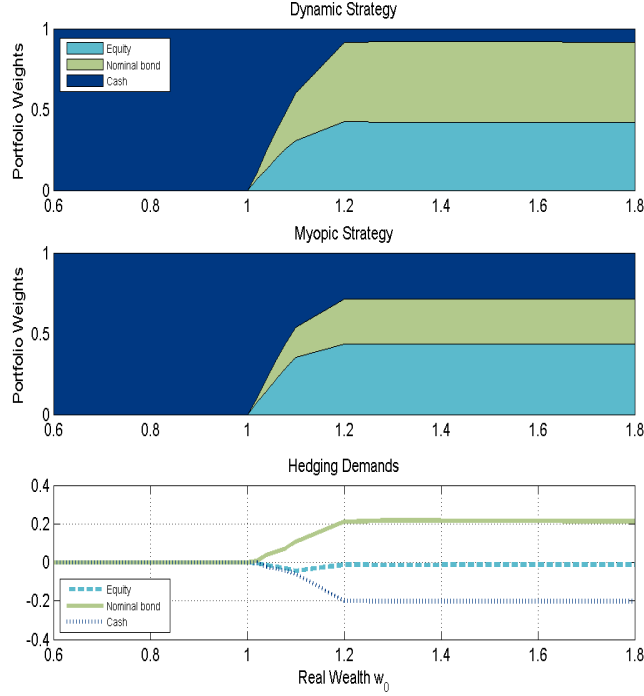 Dynamic Strategy
Portfolio Weights
1
0.5
0
Equity
Nominal bond
Cash
0.6 0.8 1 1.2 1.4 1.6 1.8
Myopic Strategy
Portfolio Weights
1
0.5
0
0.6 0.8 1 1.2 1.4 1.6 1.8
Hedging Demands
0.4
0.2
0
-0.2
-0.4
Equity
Nominal bond
Cash
0.6 0.8 1 1.2 1.4 1.6 1.8
Real Wealth w0